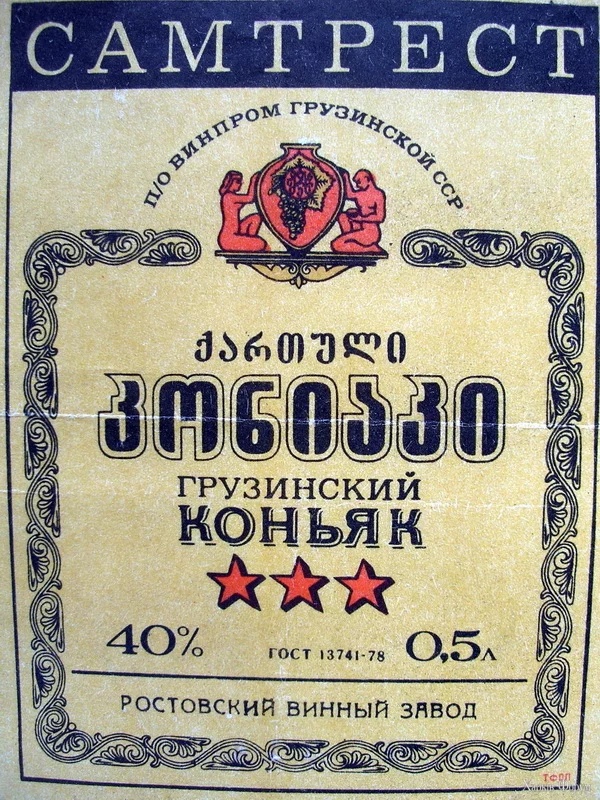 САМТРЕСТ
П/О ВИНПРОМ ГРУЗИНСКОЙ ССР
ქართული
კონიაკი
ГРУЗИНСКИЙ
КОНЬЯК
40% ГОСТ 13741-78 0,5л
РОСТОВСКИЙ ВИННЫЙ ЗАВОД